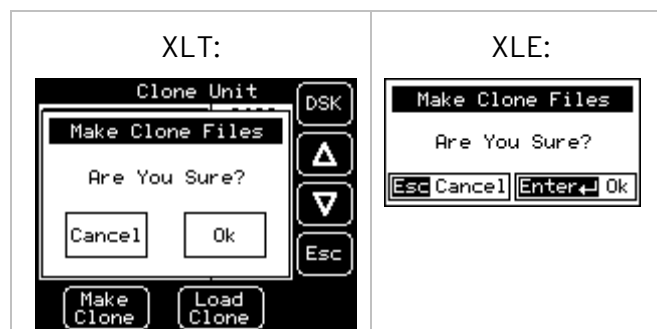 XLT:
Clone Unit
DSK
Make Clone Files
Are You Sure?
Cancel
Ok
Esc
Make Clone
Load Clone
XLE:
Make Clone Files
Are You Sure?
Esc Cancel Enter↵ Ok